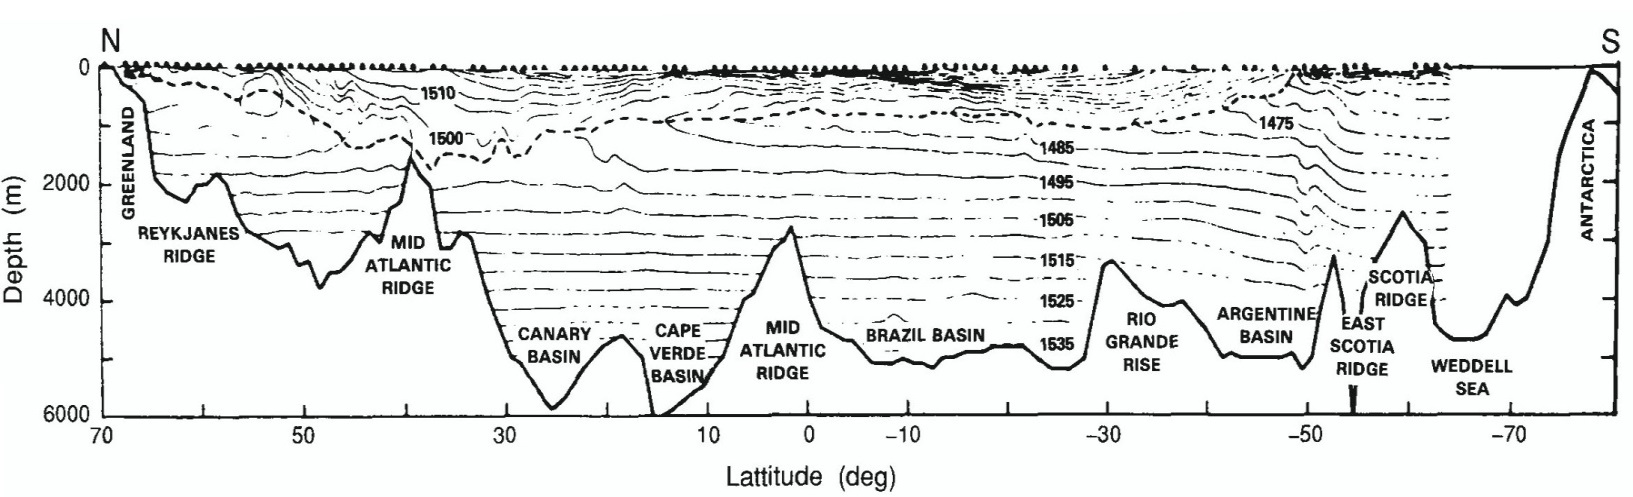 N
S
0
2000
4000
6000
Depth (m)
GREENLAND
REYKJANES
RIDGE
MID
ATLANTIC
RIDGE
CANARY
BASIN
CAPE
VERDE
BASIN
MID
ATLANTIC
RIDGE
BRAZIL BASIN
RIO
GRANDE
RISE
ARGENTINE
BASIN
EAST
SCOTIA
RIDGE
SCOTIA
RIDGE
WEDDELL
SEA
ANTARCTICA
1510
1500
1475
1485
1495
1505
1515
1525
1535
70 50 30 10 0 –10 –30 –50 –70
Lattitude (deg)